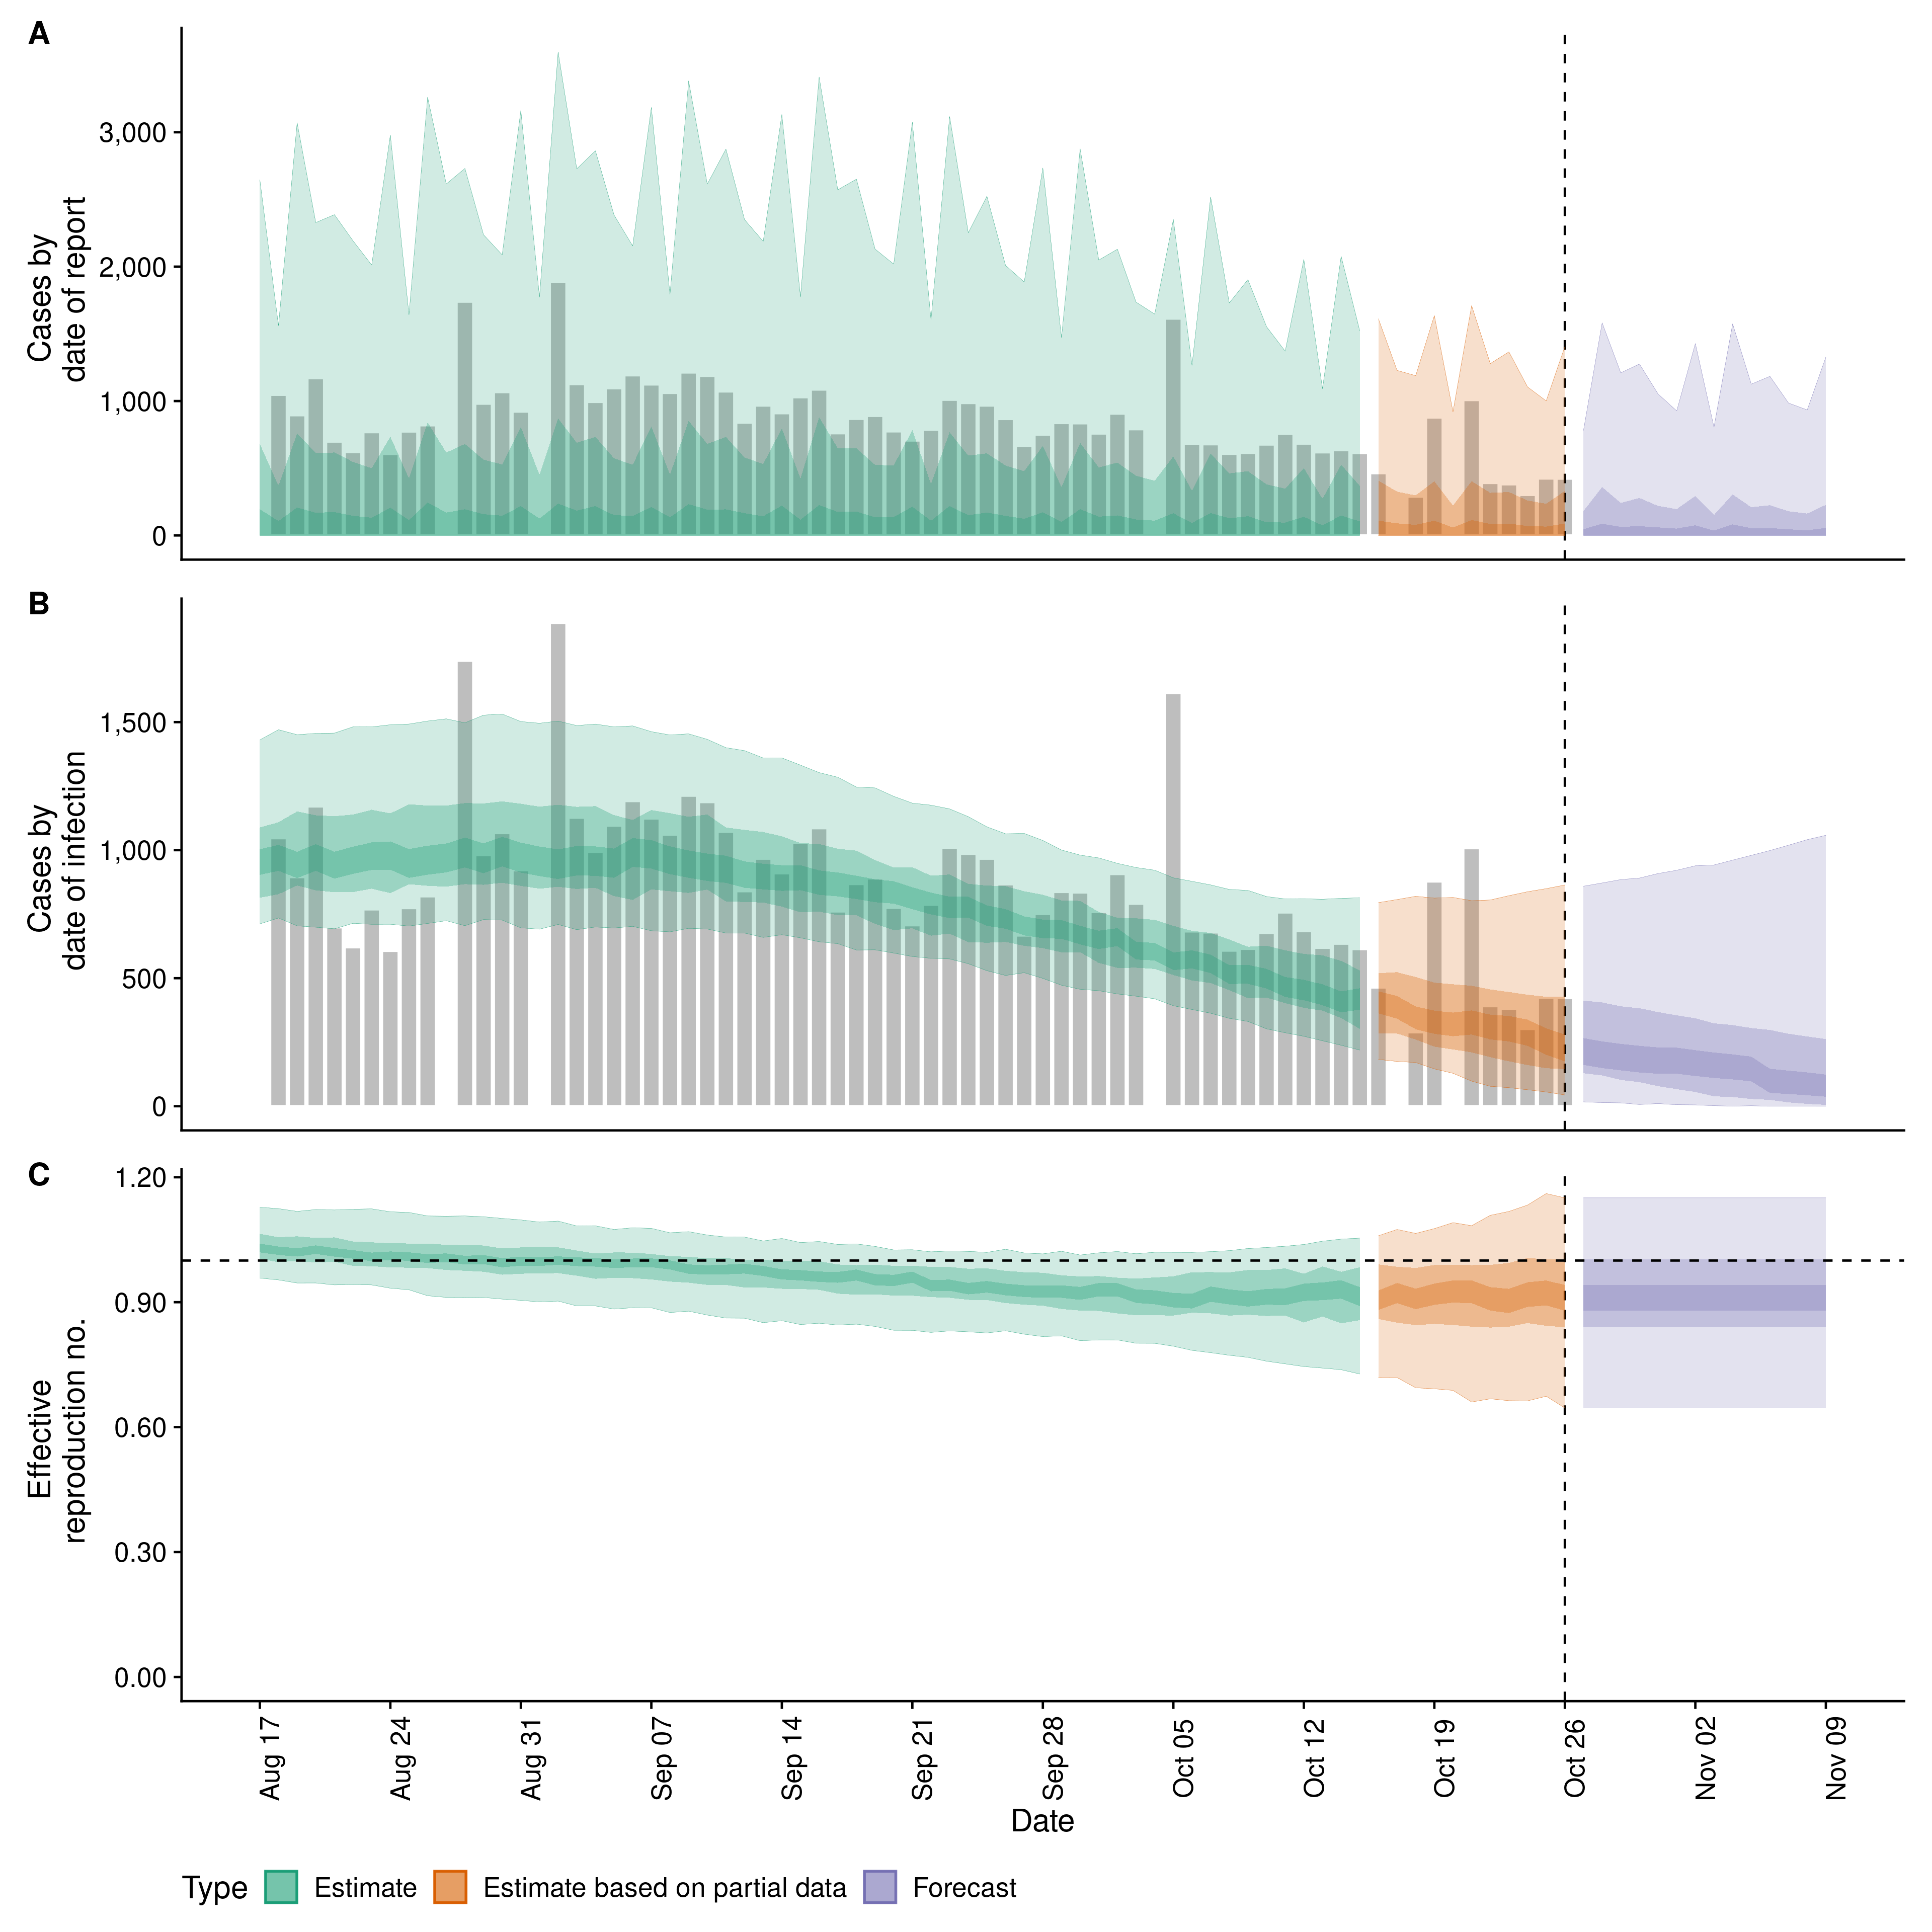 A
Cases by
date of report
3,000
2,000
1,000
0
B
Cases by
date of infection
1,500
1,000
500
0
C
Effective
reproduction no.
1.20
0.90
0.60
0.30
0.00
Aug 17
Aug 24
Aug 31
Sep 07
Sep 14
Sep 21
Sep 28
Oct 05
Oct 12
Oct 19
Oct 26
Nov 02
Nov 09
Date
Type Estimate Estimate based on partial data Forecast